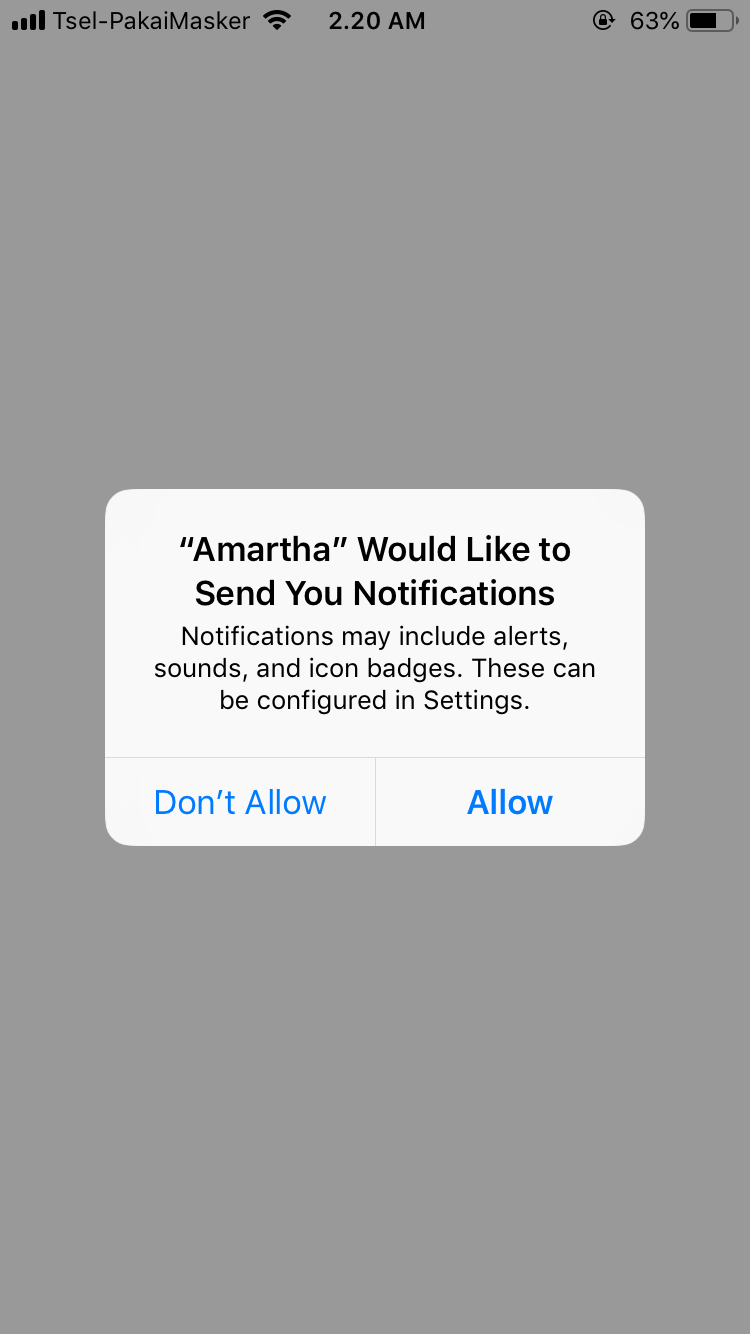 Tsel-PakaiMasker 2.20 AM 63%
“Amartha” Would Like to
Send You Notifications
Notifications may include alerts,
sounds, and icon badges. These can
be configured in Settings.
Don’t Allow Allow